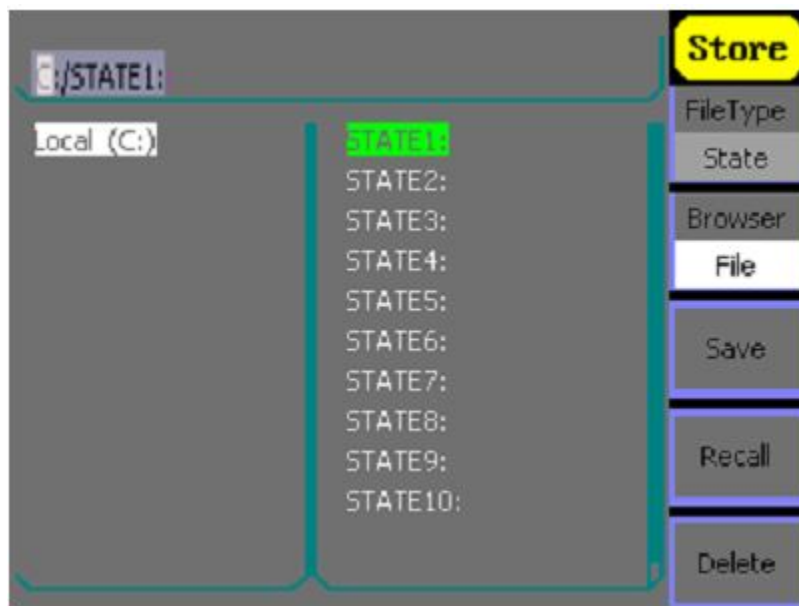 C:/STATE1:
Local (C:)
STATE1:
STATE2:
STATE3:
STATE4:
STATE5:
STATE6:
STATE7:
STATE8:
STATE9:
STATE10:
Store
FileType
State
Browser
File
Save
Recall
Delete